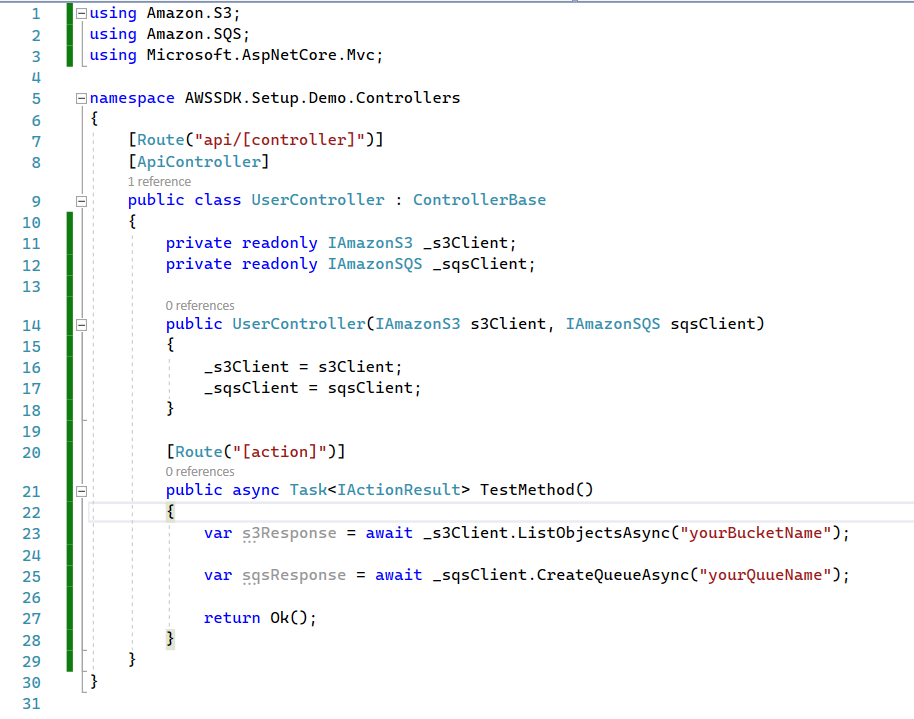 1 using Amazon.S3;
2 using Amazon.SQS;
3 using Microsoft.AspNetCore.Mvc;
4
5 namespace AWSSDK.Setup.Demo.Controllers
6 {
7 [Route("api/[controller]")]
8 [ApiController]
1 reference
9 public class UserController : ControllerBase
10 {
11 private readonly IAmazonS3 _s3Client;
12 private readonly IAmazonSQS _sqsClient;
13
0 references
14 public UserController(IAmazonS3 s3Client, IAmazonSQS sqsClient)
15 {
16 _s3Client = s3Client;
17 _sqsClient = sqsClient;
18 }
19
20 [Route("[action]")]
0 references
21 public async Task<IActionResult> TestMethod()
22 {
23 var s3Response = await _s3Client.ListObjectsAsync("yourBucketName");
24
25 var sqsResponse = await _sqsClient.CreateQueueAsync("yourQuueName");
26
27 return Ok();
28 }
29 }
30 }
31